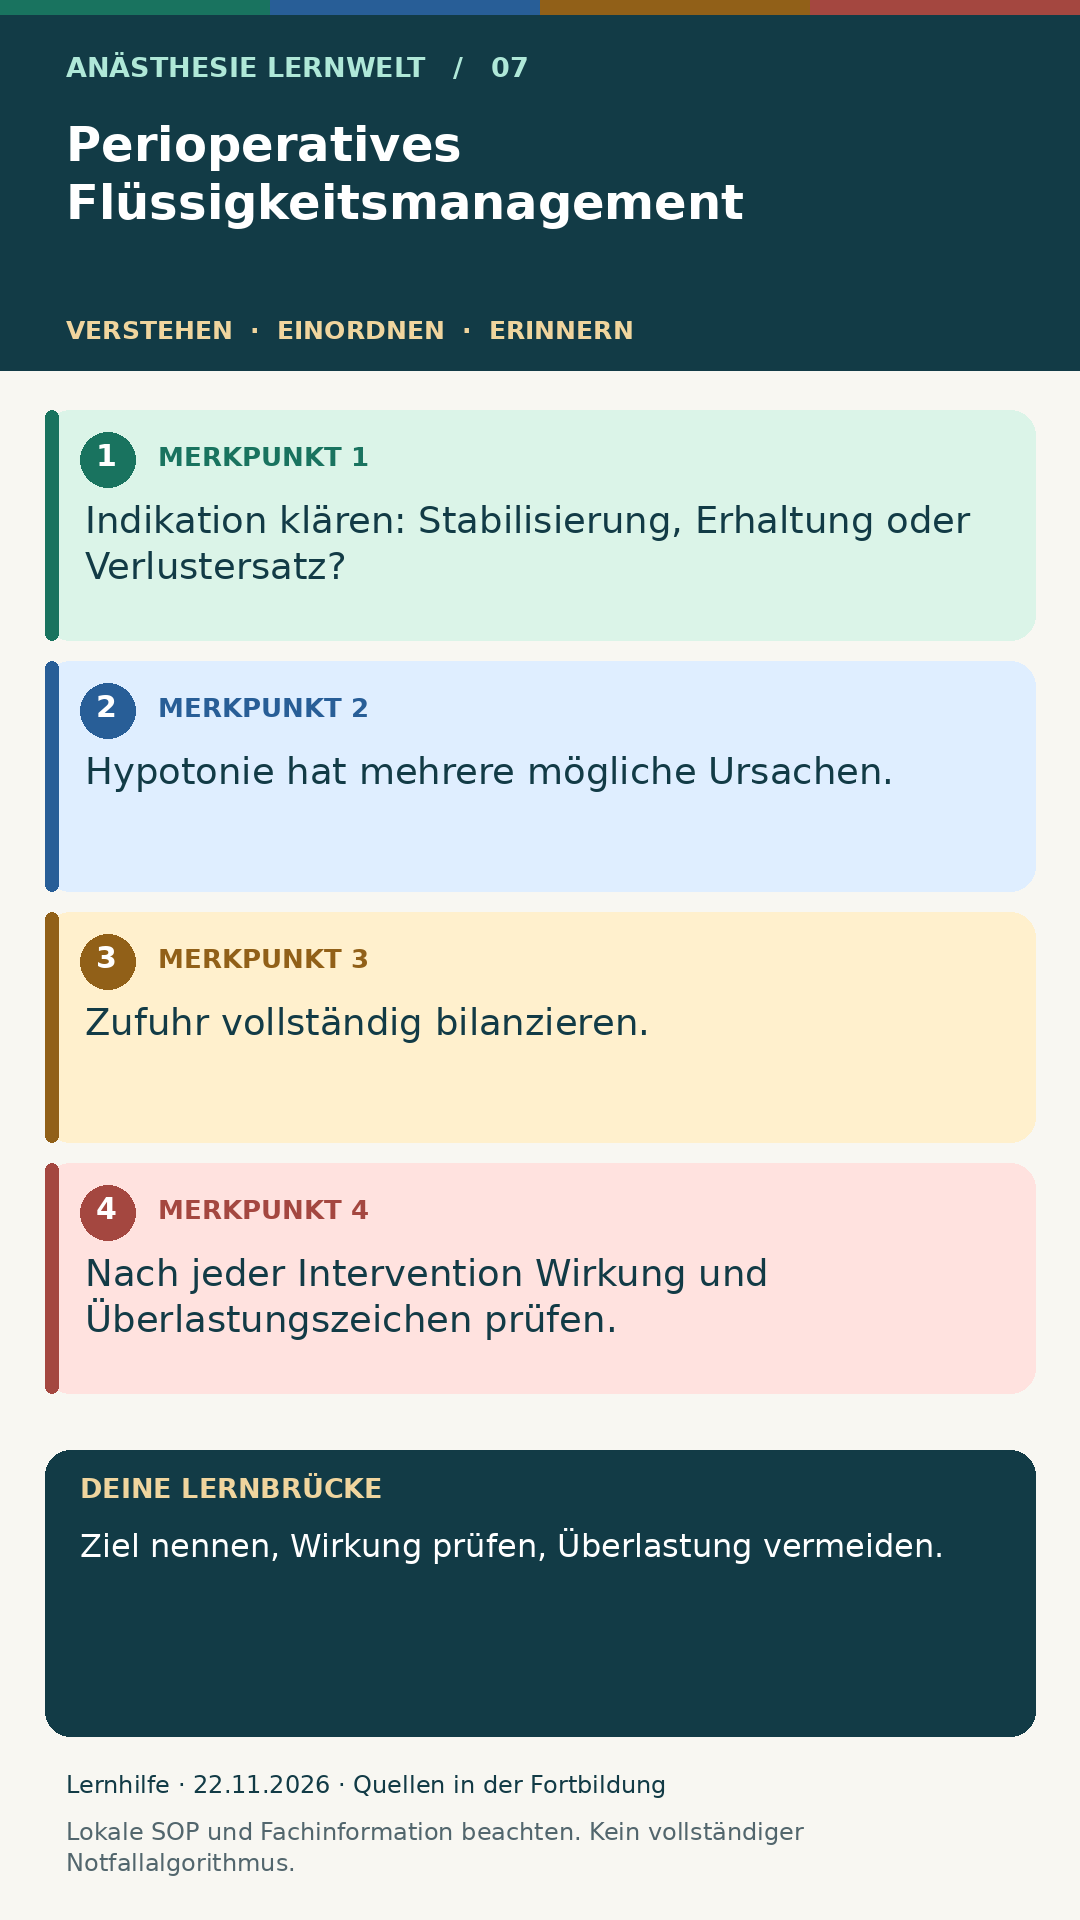 ANÄSTHESIE LERNWELT / 07
Perioperatives
Flüssigkeitsmanagement
VERSTEHEN · EINORDNEN · ERINNERN
1 MERKPUNKT 1
Indikation klären: Stabilisierung, Erhaltung oder
Verlustersatz?
2 MERKPUNKT 2
Hypotonie hat mehrere mögliche Ursachen.
3 MERKPUNKT 3
Zufuhr vollständig bilanzieren.
4 MERKPUNKT 4
Nach jeder Intervention Wirkung und
Überlastungszeichen prüfen.
DEINE LERNBRÜCKE
Ziel nennen, Wirkung prüfen, Überlastung vermeiden.
Lernhilfe · 22.11.2026 · Quellen in der Fortbildung
Lokale SOP und Fachinformation beachten. Kein vollständiger
Notfallalgorithmus.